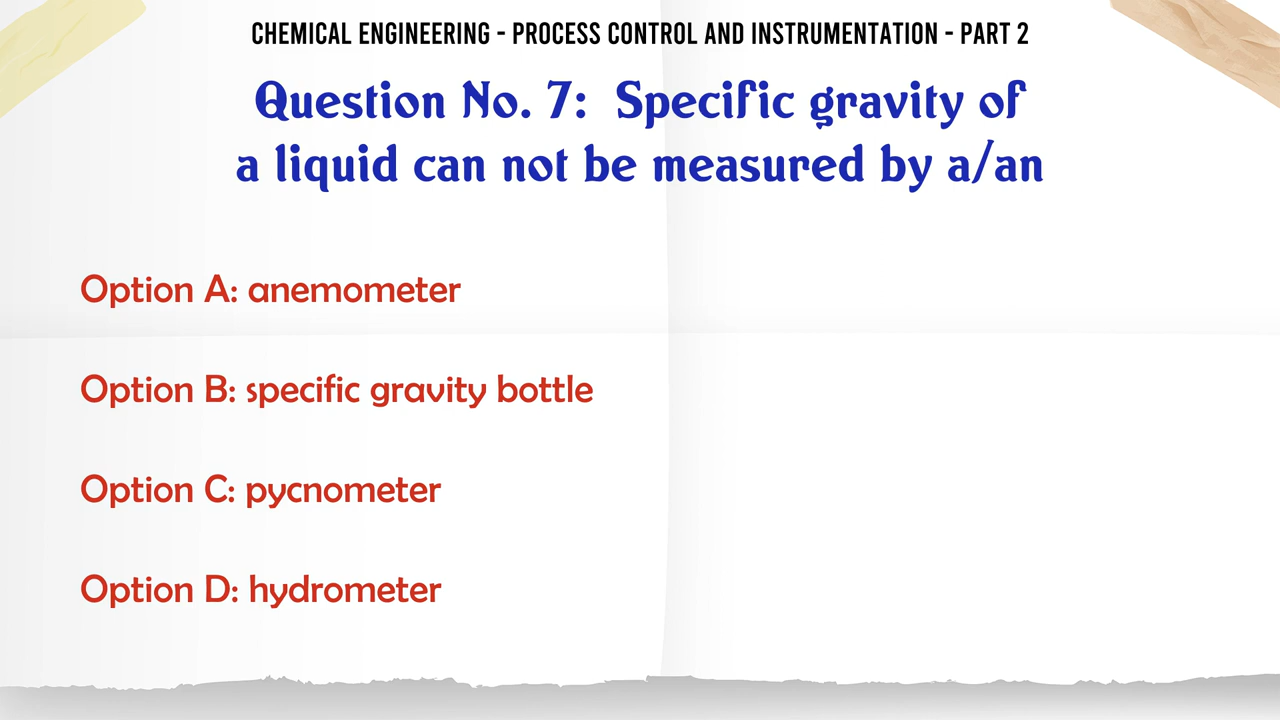 CHEMICAL ENGINEERING - PROCESS CONTROL AND INSTRUMENTATION - PART 2
Question No. 7: Specific gravity of
a liquid can not be measured by a/an
Option A: anemometer
Option B: specific gravity bottle
Option C: pycnometer
Option D: hydrometer